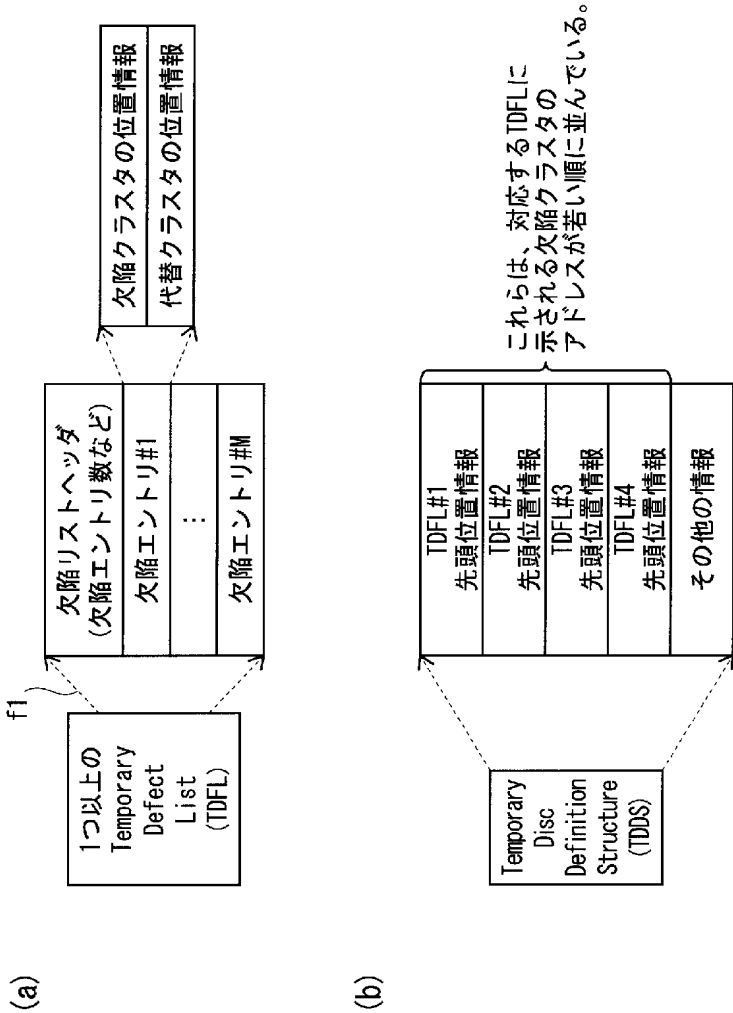 (a)
f1
1つ以上の
Temporary
Defect
List
(TDFL)
欠陥リストヘッダ
(欠陥エントリ数など)
欠陥エントリ#1
⋮
欠陥エントリ#M
欠陥クラスタの位置情報
代替クラスタの位置情報
(b)
Temporary
Disc
Definition
Structure
(TDDS)
TDFL#1
先頭位置情報
TDFL#2
先頭位置情報
TDFL#3
先頭位置情報
TDFL#4
先頭位置情報
その他の情報
これらは、対応するTDFLに
示される欠陥クラスタの
アドレスが若い順に並んでいる。